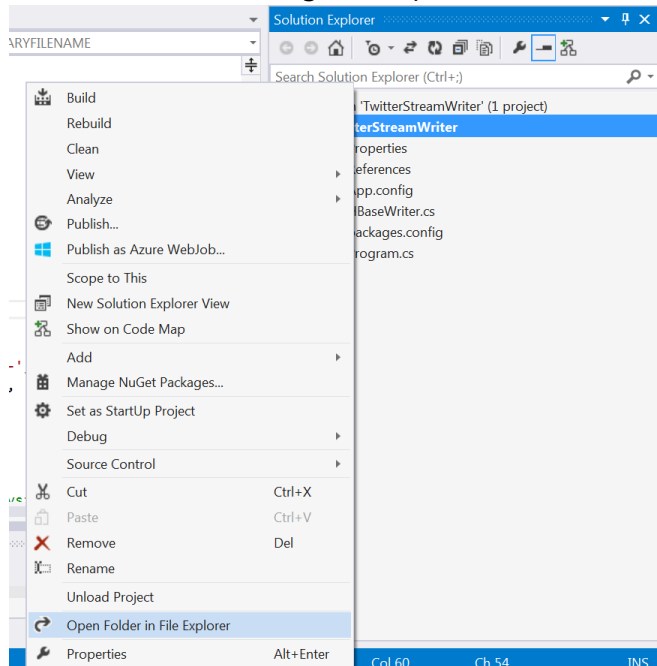 Solution Explorer
ARYFILENAME
Search Solution Explorer (Ctrl+;)
'TwitterStreamWriter' (1 project)
terStreamWriter
roperties
eferences
pp.config
BaseWriter.cs
ackages.config
rogram.cs
Build
Rebuild
Clean
View
Analyze
Publish...
Publish as Azure WebJob...
Scope to This
New Solution Explorer View
Show on Code Map
Add
Manage NuGet Packages...
Set as StartUp Project
Debug
Source Control
Cut Ctrl+X
Paste Ctrl+V
Remove Del
Rename
Unload Project
Open Folder in File Explorer
Properties Alt+Enter
Col 60 Ch 54 INS